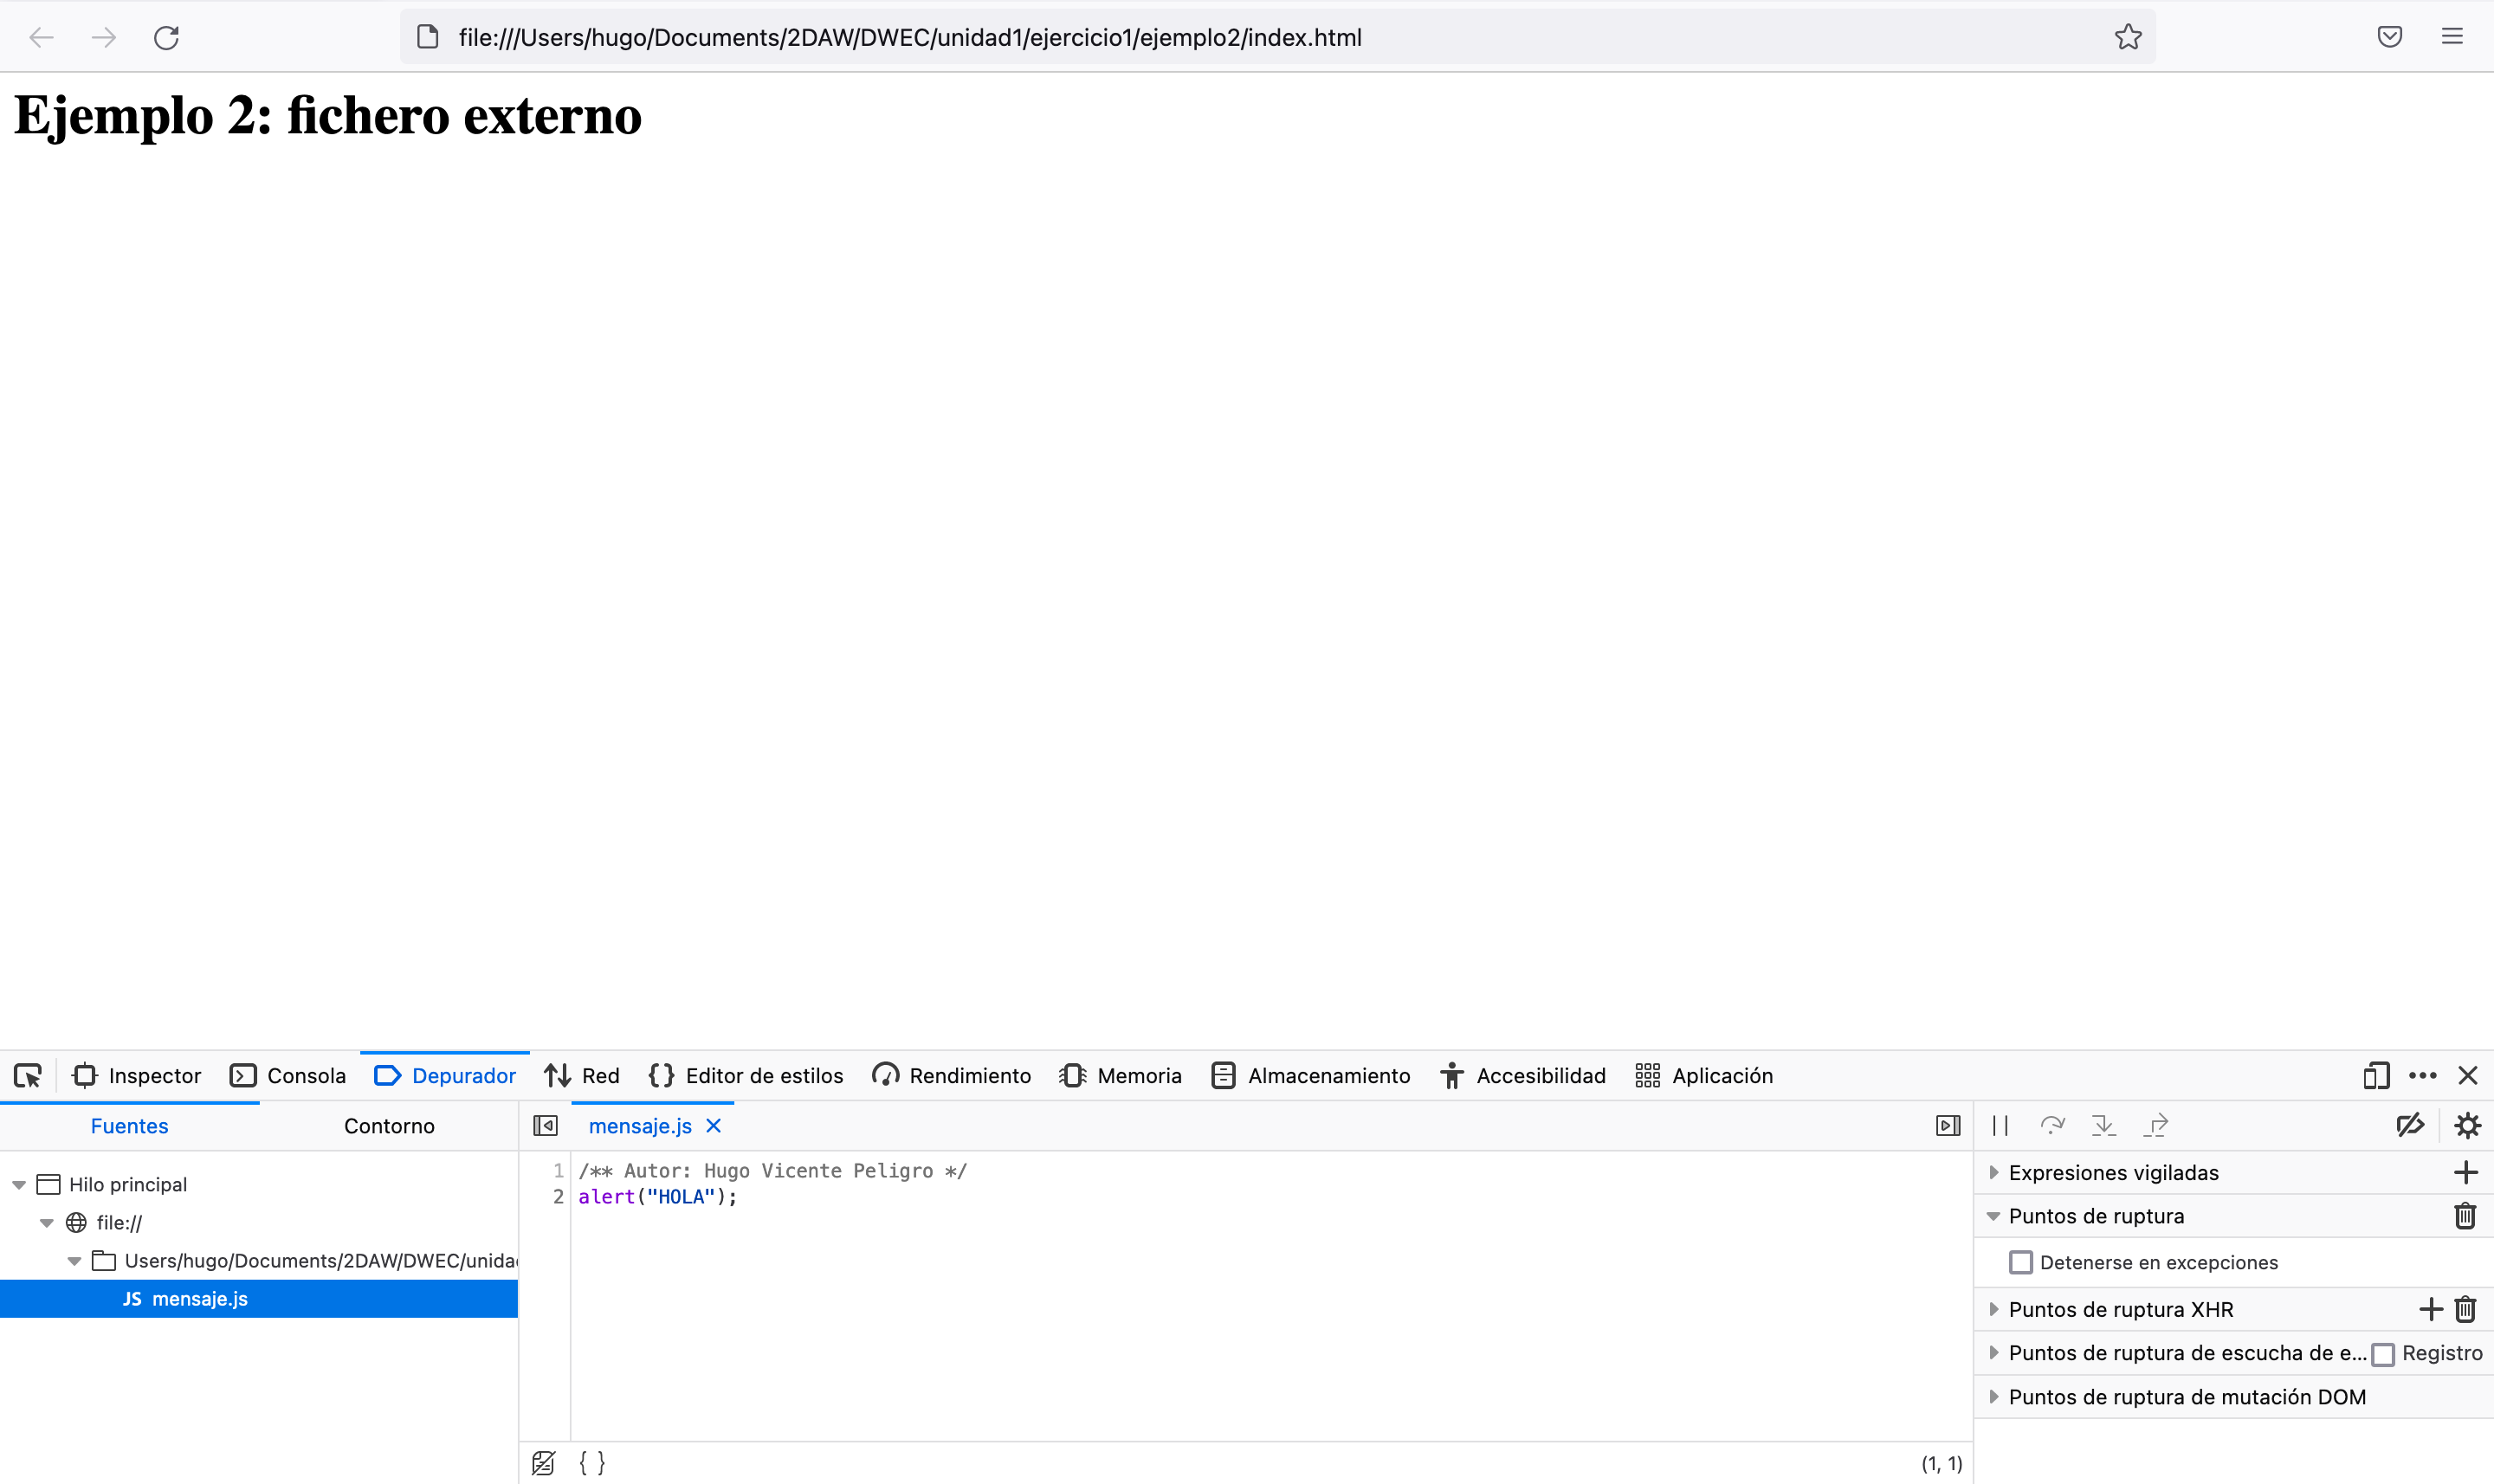 file:///Users/hugo/Documents/2DAW/DWEC/unidad1/ejercicio1/ejemplo2/index.html
Ejemplo 2: fichero externo
Inspector Consola Depurador Red Editor de estilos Rendimiento Memoria Almacenamiento Accesibilidad Aplicación
Fuentes Contorno
Hilo principal
file://
Users/hugo/Documents/2DAW/DWEC/unida
JS mensaje.js
mensaje.js
1 /** Autor: Hugo Vicente Peligro */
2 alert("HOLA");
{ } (1, 1)
Expresiones vigiladas
Puntos de ruptura
Detenerse en excepciones
Puntos de ruptura XHR
Puntos de ruptura de escucha de e... Registro
Puntos de ruptura de mutación DOM